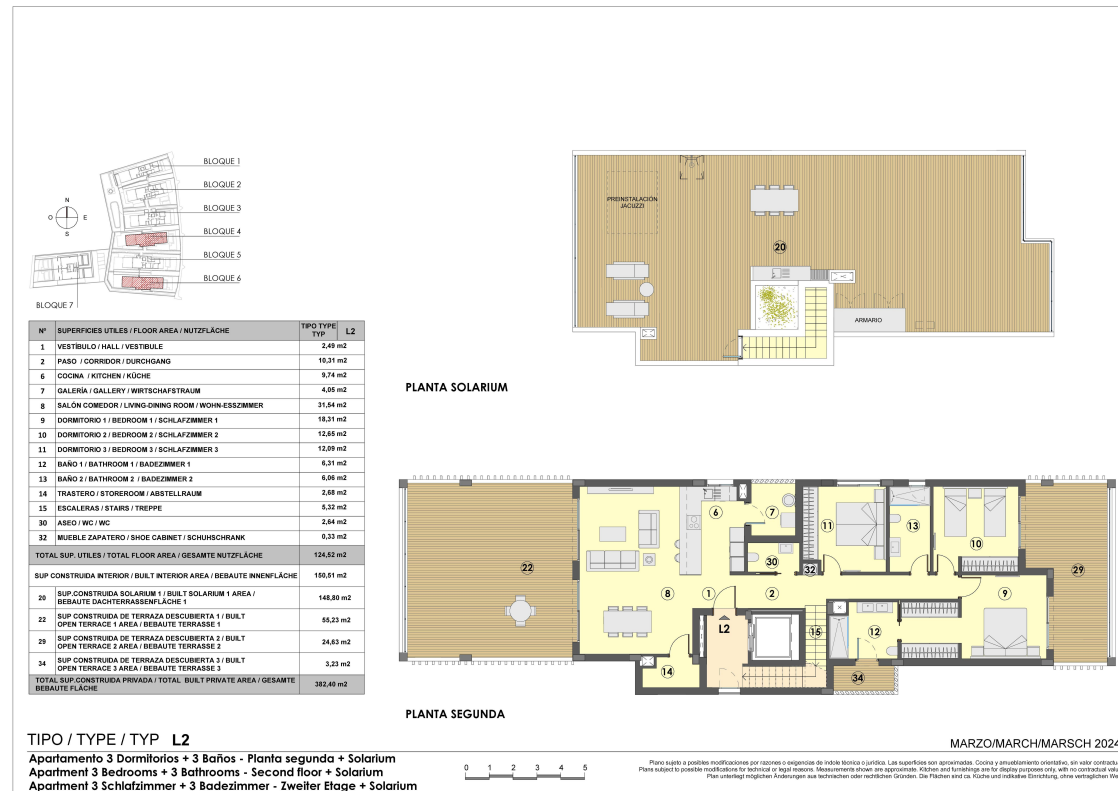 BLOQUE 1
BLOQUE 2
BLOQUE 3
BLOQUE 4
BLOQUE 5
BLOQUE 6
BLOQUE 7
N
O E
S
Nº SUPERFICIES UTILES / FLOOR AREA / NUTZFLÄCHE TIPO TYPE TYP L2
1 VESTÍBULO / HALL / VESTIBULE 2,49 m2
2 PASO / CORRIDOR / DURCHGANG 10,31 m2
6 COCINA / KITCHEN / KÜCHE 9,74 m2
7 GALERÍA / GALLERY / WIRTSCHAFTSTRAUM 4,05 m2
8 SALÓN COMEDOR / LIVING-DINING ROOM / WOHN-ESSZIMMER 31,54 m2
9 DORMITORIO 1 / BEDROOM 1 / SCHLAFZIMMER 1 18,31 m2
10 DORMITORIO 2 / BEDROOM 2 / SCHLAFZIMMER 2 12,65 m2
11 DORMITORIO 3 / BEDROOM 3 / SCHLAFZIMMER 3 12,09 m2
12 BAÑO 1 / BATHROOM 1 / BADEZIMMER 1 6,31 m2
13 BAÑO 2 / BATHROOM 2 / BADEZIMMER 2 6,06 m2
14 TRASTERO / STOREROOM / ABSTELLRAUM 2,68 m2
15 ESCALERAS / STAIRS / TREPPE 5,32 m2
30 ASEO / WC / WC 2,64 m2
32 MUEBLE ZAPATERO / SHOE CABINET / SCHUHSCHRANK 0,33 m2
TOTAL SUP. UTILES / TOTAL FLOOR AREA / GESAMTE NUTZFLÄCHE 124,52 m2
SUP CONSTRUIDA INTERIOR / BUILT INTERIOR AREA / BEBAUTE INNENFLÄCHE 150,51 m2
20 SUP.CONSTRUIDA SOLARIUM 1 / BUILT SOLARIUM 1 AREA /
BEBAUTE DACHTERRASSENFLÄCHE 1 148,80 m2
22 SUP CONSTRUIDA DE TERRAZA DESCUBIERTA 1 / BUILT
OPEN TERRACE 1 AREA / BEBAUTE TERRASSE 1 55,23 m2
29 SUP CONSTRUIDA DE TERRAZA DESCUBIERTA 2 / BUILT
OPEN TERRACE 2 AREA / BEBAUTE TERRASSE 2 24,63 m2
34 SUP CONSTRUIDA DE TERRAZA DESCUBIERTA 3 / BUILT
OPEN TERRACE 3 AREA / BEBAUTE TERRASSE 3 3,23 m2
TOTAL SUP.CONSTRUIDA PRIVADA / TOTAL BUILT PRIVATE AREA / GESAMTE
BEBAUTE FLÄCHE 382,40 m2
PREINSTALACIÓN
JACUZZI
20
ARMARIO
PLANTA SOLARIUM
6
7
11
13
10
30
32
22
8
1
2
9
29
L2
15
12
14
34
PLANTA SEGUNDA
TIPO / TYPE / TYP L2
MARZO/MARCH/MARSCH 2024
Apartamento 3 Dormitorios + 3 Baños - Planta segunda + Solarium
Apartment 3 Bedrooms + 3 Bathrooms - Second floor + Solarium
Apartment 3 Schlafzimmer + 3 Badezimmer - Zweiter Etage + Solarium
0 1 2 3 4 5
Plano sujeto a posibles modificaciones por razones o exigencias de índole técnica o jurídica. Las superficies son aproximadas. Cocina y amueblamiento orientativo, sin valor contractu
Plans subject to possible modifications for technical or legal reasons. Measurements shown are approximate. Kitchen and furnishings are for display purposes only, with no contractual valu
Plan unterliegt möglichen Änderungen aus technischen oder rechtlichen Gründen. Die Flächen sind ca. Küche und indikative Einrichtung, ohne vertraglichen We